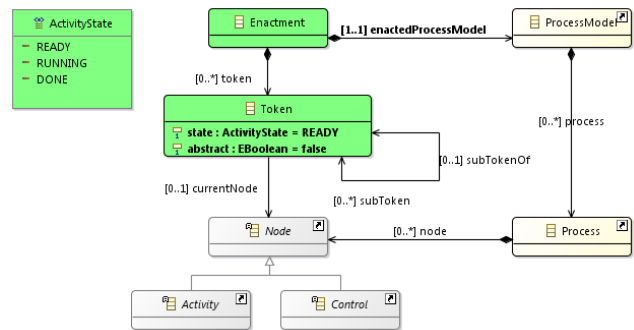 ActivityState
READY
RUNNING
DONE
Enactment
[1..1] enactedProcessModel
ProcessModel
[0..*] token
Token
state : ActivityState = READY
abstract : EBoolean = false
[0..*] process
[0..1] subTokenOf
[0..1] currentNode
[0..*] subToken
Node
[0..*] node
Process
Activity
Control